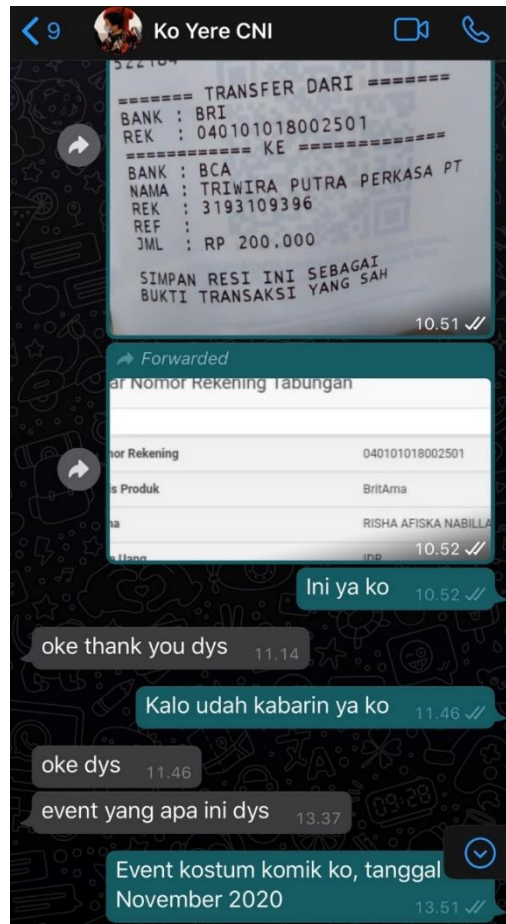 9 Ko Yere CNI
522184
======= TRANSFER DARI =======
BANK : BRI
REK : 040101018002501
============ KE =============
BANK : BCA
NAMA : TRIWIRA PUTRA PERKASA PT
REK : 3193109396
REF :
JML : RP 200.000
SIMPAN RESI INI SEBAGAI
BUKTI TRANSAKSI YANG SAH
10.51
Forwarded
ar Nomor Rekening Tabungan
or Rekening 040101018002501
s Produk BritAma
a RISHA AFISKA NABILLA
Uang IDR
10.52
Ini ya ko 10.52
oke thank you dys 11.14
Kalo udah kabarin ya ko 11.46
oke dys 11.46
event yang apa ini dys 13.37
Event kostum komik ko, tanggal
November 2020 13.51